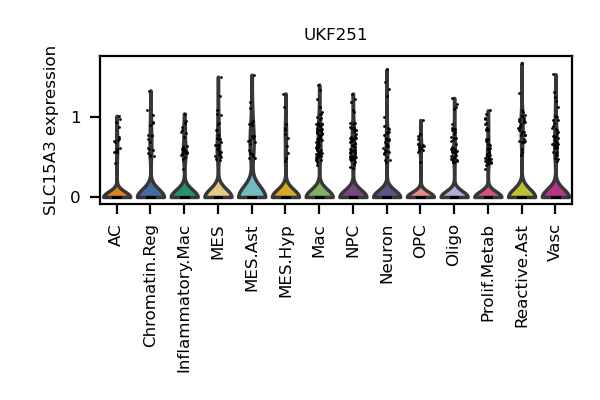 UKF251
SLC15A3 expression
1
0
AC
Chromatin.Reg
Inflammatory.Mac
MES
MES.Ast
MES.Hyp
Mac
NPC
Neuron
OPC
Oligo
Prolif.Metab
Reactive.Ast
Vasc